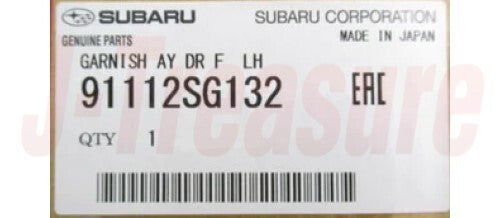 SUBARU SUBARU CORPORATION
GENUINE PARTS MADE IN JAPAN
GARNISH AY DR F LH
91112SG132 EAC
QTY 1
J-Treasure